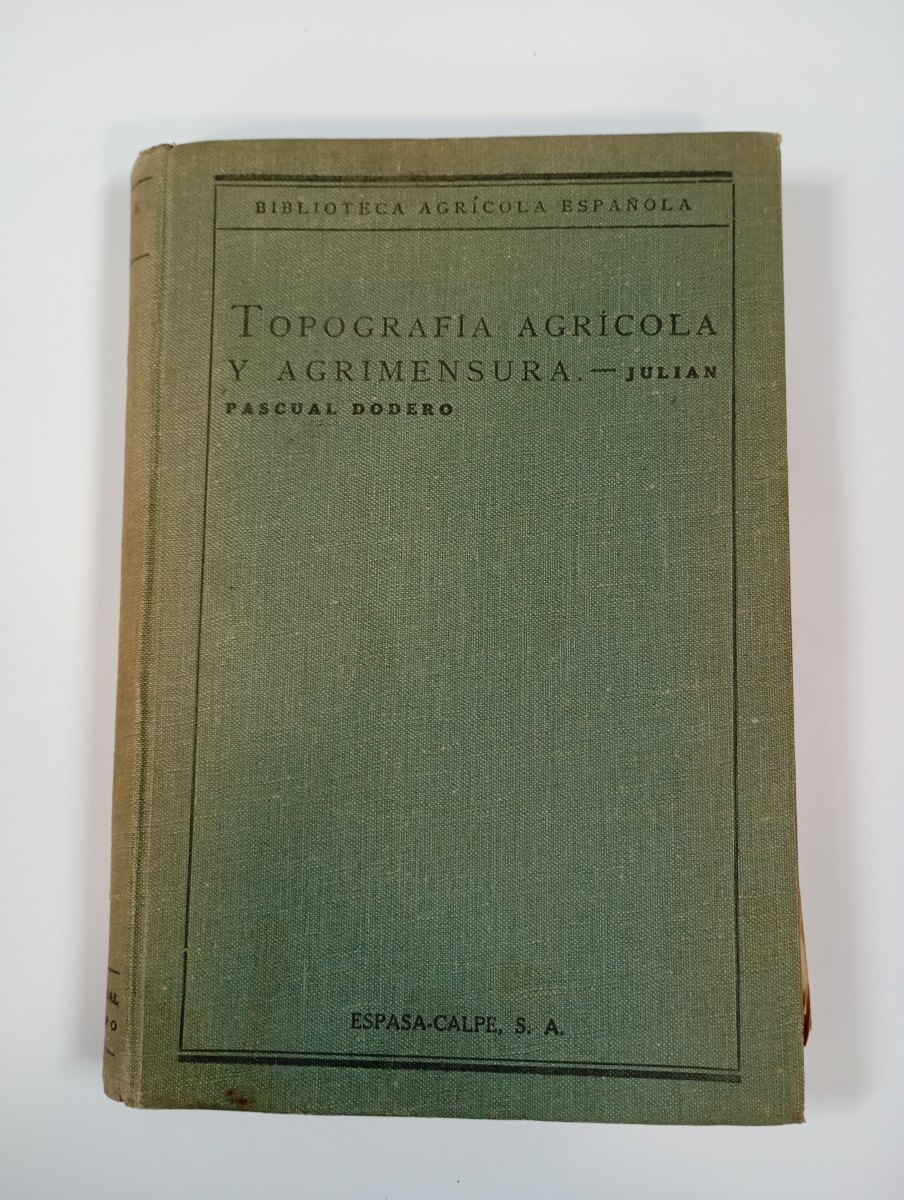 BIBLIOTECA AGRÍCOLA ESPAÑOLA
TOPOGRAFÍA AGRÍCOLA
Y AGRIMENSURA.—JULIAN
PASCUAL DODERO
ESPASA-CALPE, S. A.